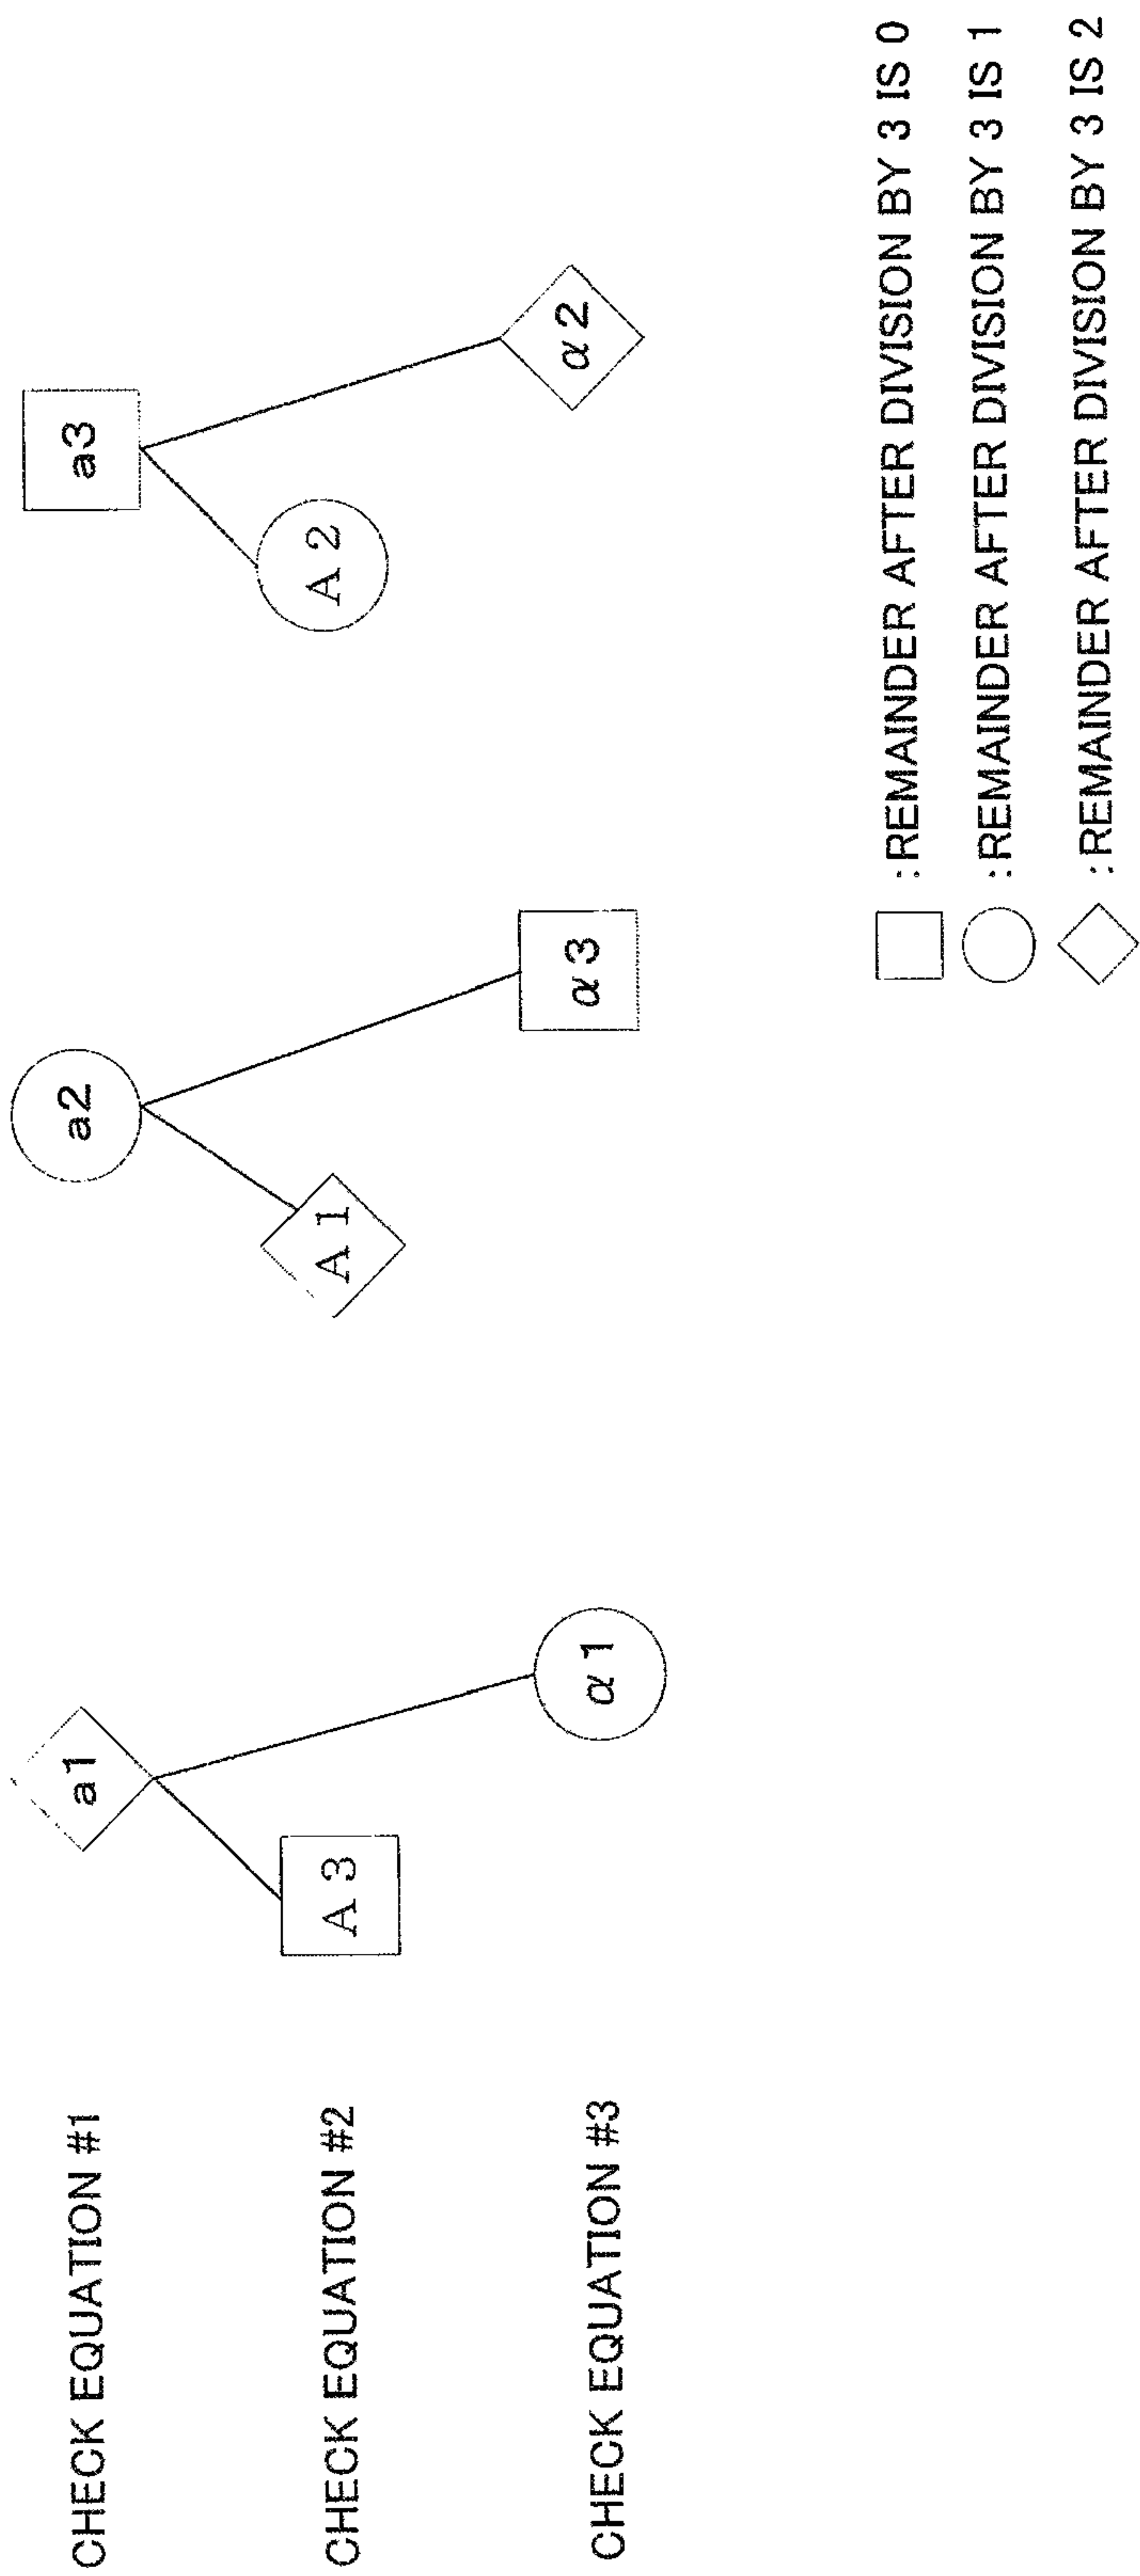 CHECK EQUATION #1
a1
a2
a3
CHECK EQUATION #2
A 3
A 1
A 2
CHECK EQUATION #3
α 1
α 3
α 2
:REMAINDER AFTER DIVISION BY 3 IS 0
:REMAINDER AFTER DIVISION BY 3 IS 1
:REMAINDER AFTER DIVISION BY 3 IS 2